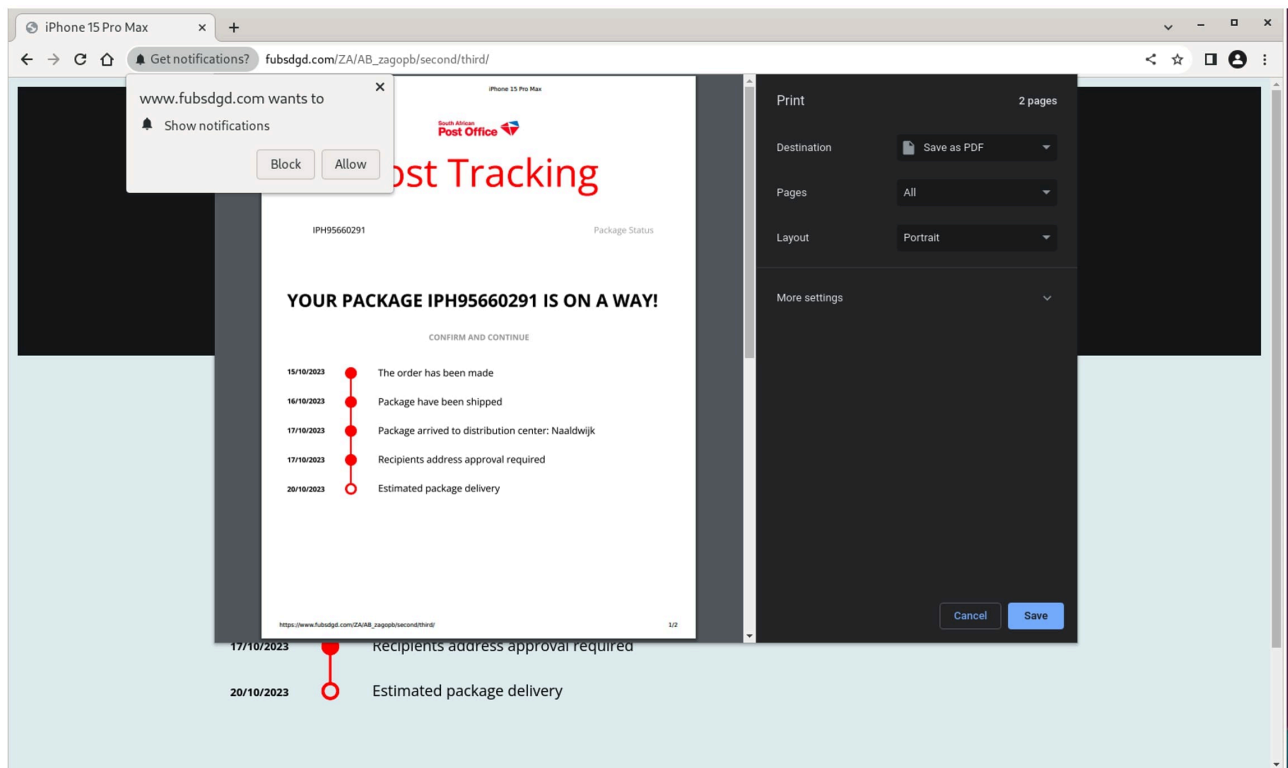 iPhone 15 Pro Max
Get notifications?
fubsdgd.com/ZA/AB_zagopb/second/third/
www.fubsdgd.com wants to
Show notifications
Block
Allow
iPhone 15 Pro Max
South African
Post Office
ost Tracking
IPH95660291
Package Status
YOUR PACKAGE IPH95660291 IS ON A WAY!
CONFIRM AND CONTINUE
15/10/2023 The order has been made
16/10/2023 Package have been shipped
17/10/2023 Package arrived to distribution center: Naaldwijk
17/10/2023 Recipients address approval required
20/10/2023 Estimated package delivery
https://www.fubsdgd.com/ZA/AB_zagopb/second/third/
1/2
Print
2 pages
Destination
Save as PDF
Pages
All
Layout
Portrait
More settings
Cancel
Save
17/10/2023 Recipients address approval required
20/10/2023 Estimated package delivery